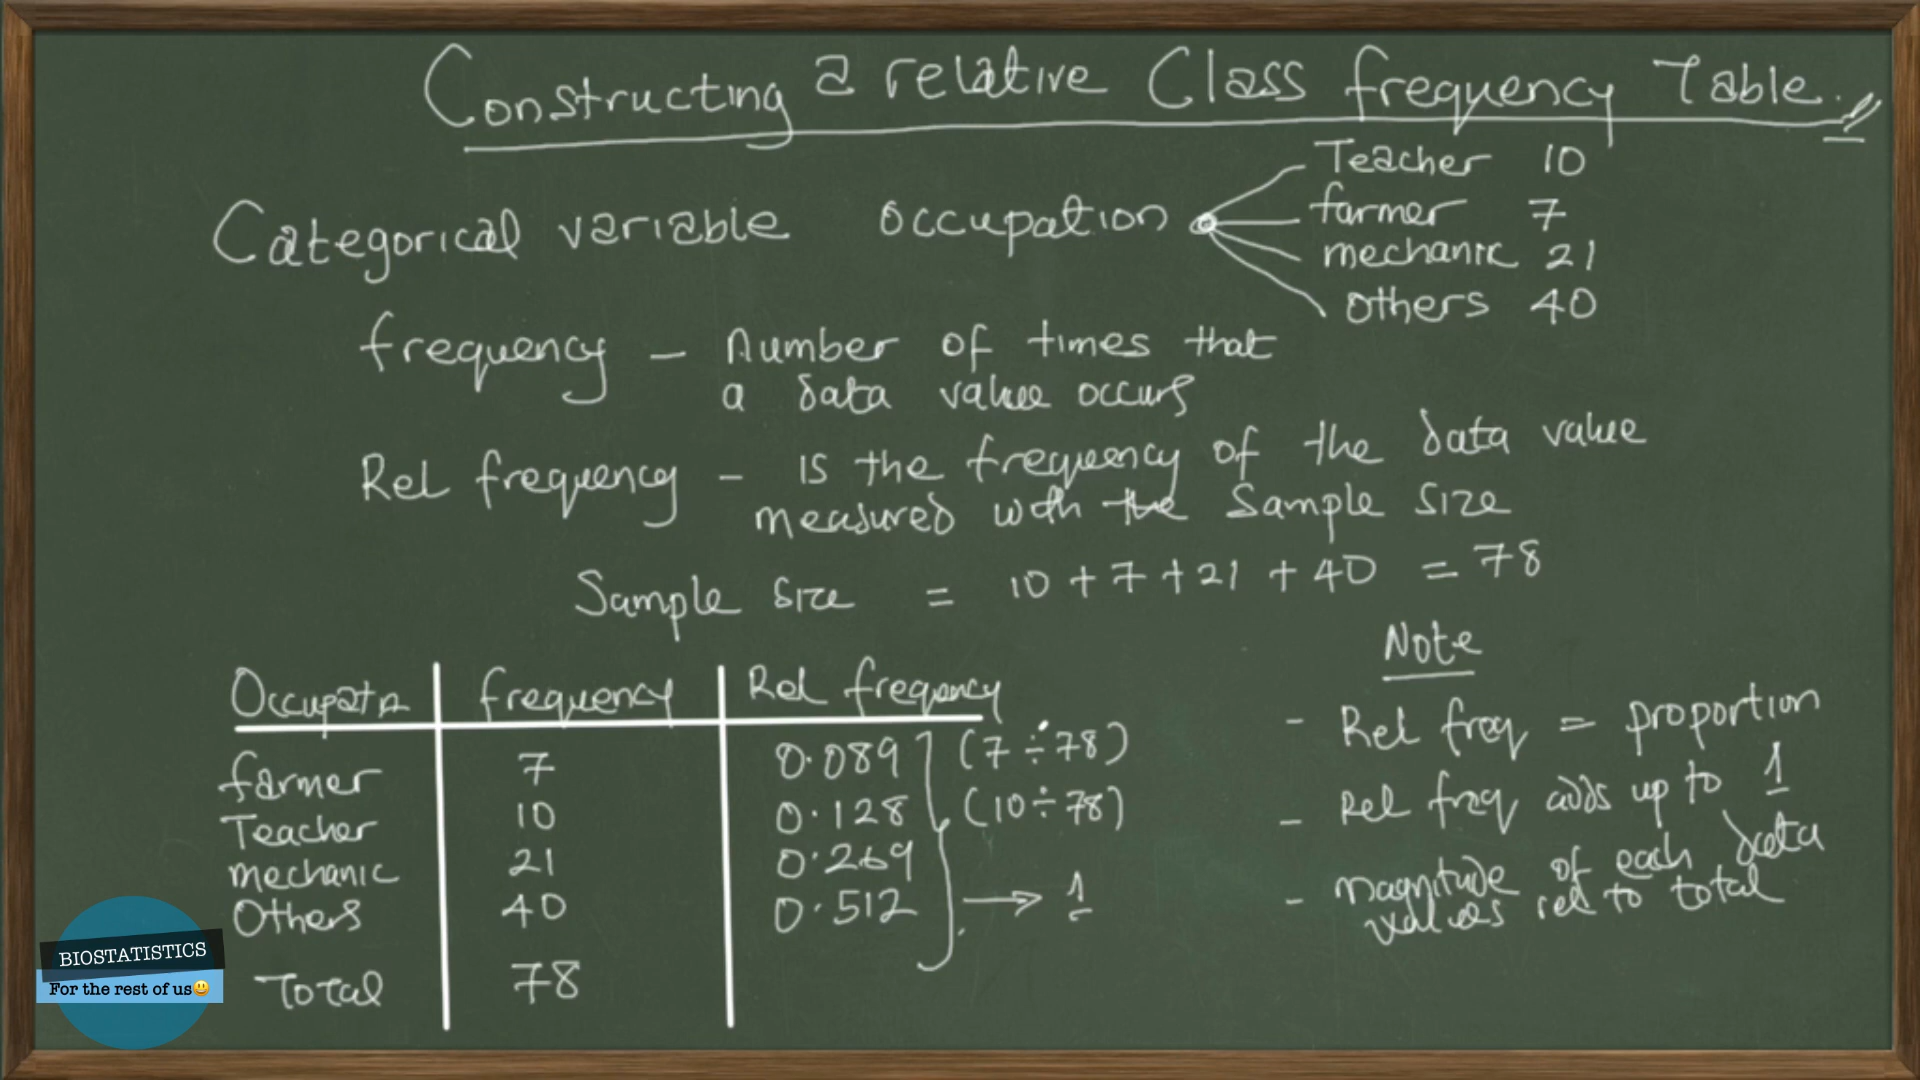 Constructing a relative Class frequency Table.
Categorical variable occupation
Teacher 10
farmer 7
mechanic 21
others 40
frequency - Number of times that
a data value occurs
Rel frequency - is the frequency of the data value
measured with the Sample size
Sample size = 10 + 7 + 21 + 40 = 78
Occupatn frequency Rel freqency
farmer 7 0.089 (7 ÷ 78)
Teacher 10 0.128 (10 ÷ 78)
mechanic 21 0.269
Others 40 0.512 → 1
Total 78
Note
- Rel freq = proportion
- Rel freq adds up to 1
- magnitude of each data
values rel to total
BIOSTATISTICS
For the rest of us😃